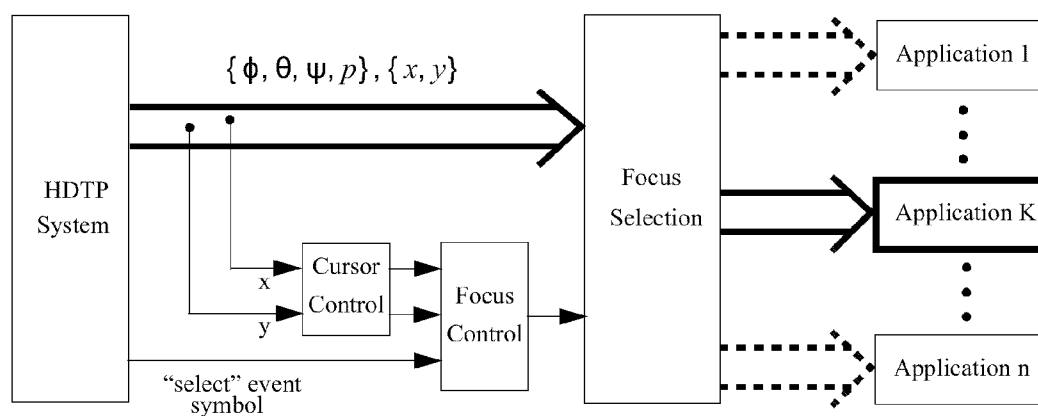 HDTP
System
{ϕ, θ, ψ, p}, {x, y}
x
y
Cursor
Control
Focus
Control
“select” event
symbol
Focus
Selection
Application 1
Application K
Application n